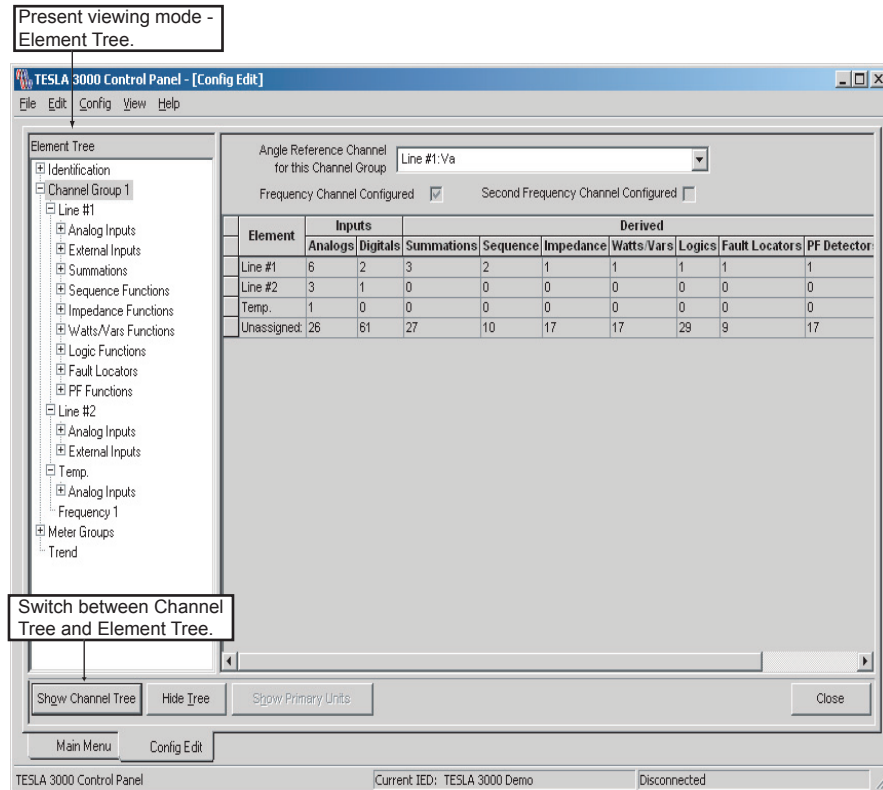 Present viewing mode -
Element Tree.
TESLA 3000 Control Panel - [Config Edit]
File Edit Config View Help
Element Tree
Identification
Channel Group 1
Line #1
Analog Inputs
External Inputs
Summations
Sequence Functions
Impedance Functions
Watts/Vars Functions
Logic Functions
Fault Locators
PF Functions
Line #2
Analog Inputs
External Inputs
Temp.
Analog Inputs
Frequency 1
Meter Groups
Trend
Angle Reference Channel
for this Channel Group
Line #1:Va
Frequency Channel Configured Second Frequency Channel Configured
Element Inputs Derived
Analogs Digitals Summations Sequence Impedance Watts/Vars Logics Fault Locators PF Detector
Line #1 6 2 3 2 1 1 1 1 1
Line #2 3 1 0 0 0 0 0 0 0
Temp. 1 0 0 0 0 0 0 0 0
Unassigned: 26 61 27 10 17 17 29 9 17
Switch between Channel
Tree and Element Tree.
Show Channel Tree Hide Tree Show Primary Units Close
Main Menu Config Edit
TESLA 3000 Control Panel Current IED: TESLA 3000 Demo Disconnected